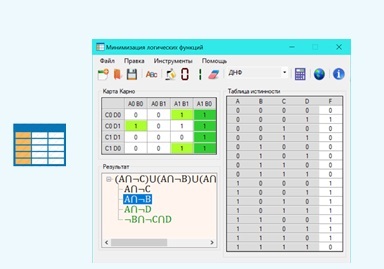 Минимизация логических функций
Файл Правка Инструменты Помощь
ABC 0 1 ДНФ
Карта Карно
A0 B0 A0 B1 A1 B1 A1 B0
C0 D0 0 0 1 1
C0 D1 1 0 0 1
C1 D1 0 0 0 1
C1 D0 0 0 1 1
Результат
(A∩¬C)∪(A∩¬B)∪(A∩
A∩¬C
A∩¬B
A∩¬D
¬B∩¬C∩D
Таблица истинности
A B C D F
0 0 0 0 0
0 0 0 1 1
0 0 1 0 0
0 0 1 1 0
0 1 0 0 0
0 1 0 1 0
0 1 1 0 0
0 1 1 1 0
1 0 0 0 1
1 0 0 1 1
1 0 1 0 1
1 0 1 1 1
1 1 0 0 1
1 1 0 1 0
1 1 1 0 1
1 1 1 1 0